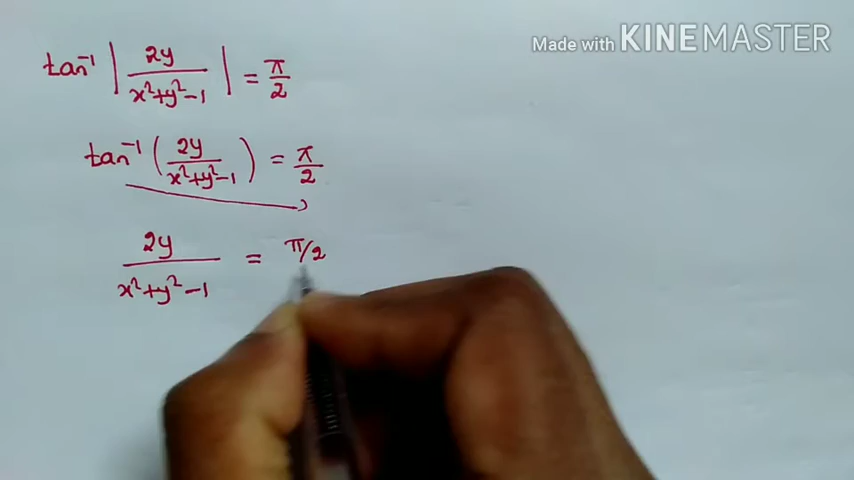 Made with KINEMASTER
tan⁻¹ | 2y / x²+y²-1 | = π/2
tan⁻¹ ( 2y / x²+y²-1 ) = π/2
2y / x²+y²-1 = π/2